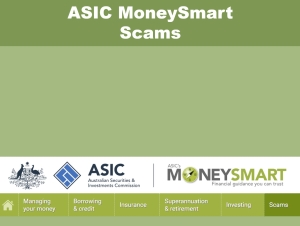 ASIC MoneySmart
Scams
ASIC
Australian Securities &
Investments Commission
ASIC's
MONEYSMART
Financial guidance you can trust
Managing
your money
Borrowing
& credit
Insurance
Superannuation
& retirement
Investing
Scams